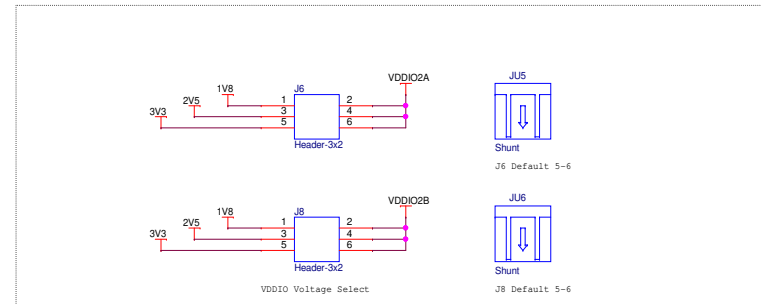 VDDIO2A
J6
JU5
1V8
2V5
3V3
1 2
3 4
5 6
Header-3x2
Shunt
J6 Default 5-6
VDDIO2B
J8
JU6
1V8
2V5
3V3
1 2
3 4
5 6
Header-3x2
Shunt
VDDIO Voltage Select
J8 Default 5-6